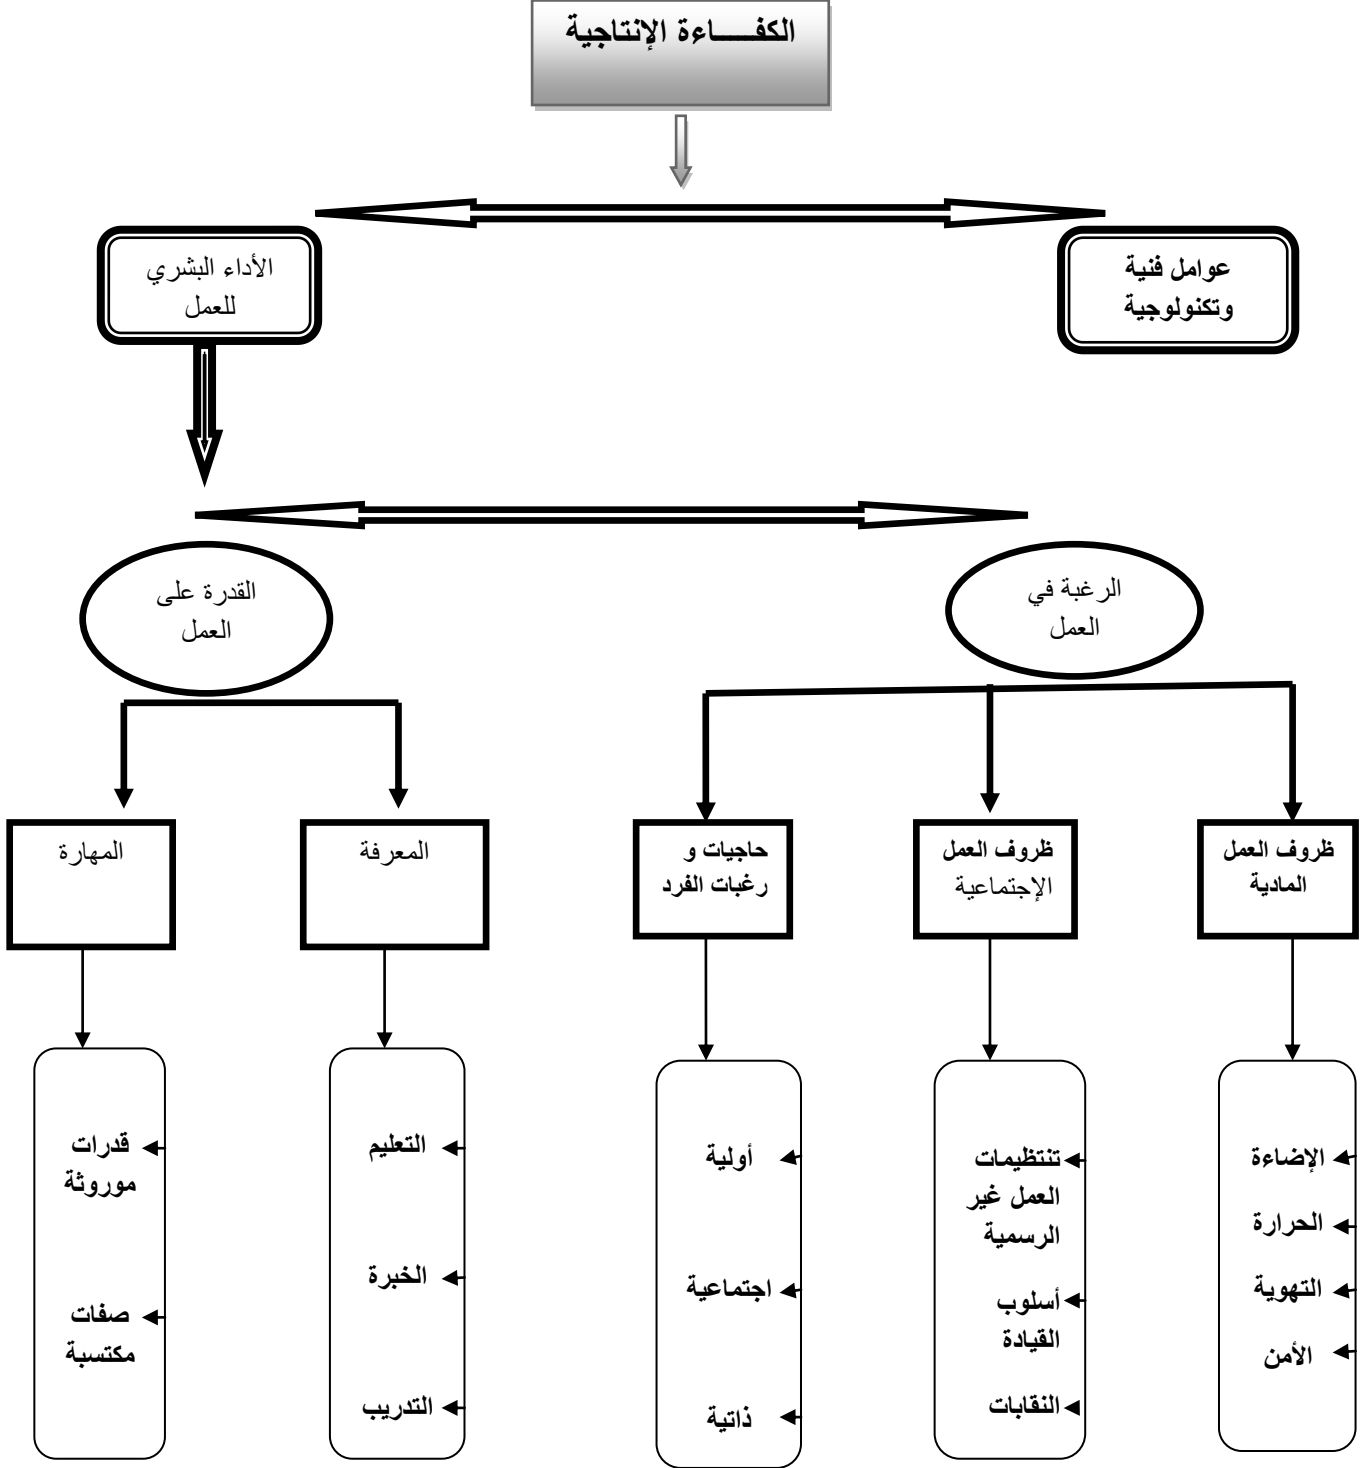 الكفـــــاءة الإنتاجية
عوامل فنية
وتكنولوجية
الأداء البشري
للعمل
الرغبة في
العمل
القدرة على
العمل
ظروف العمل
المادية
ظروف العمل
الإجتماعية
حاجيات و
رغبات الفرد
المعرفة
المهارة
الإضاءة
الحرارة
التهوية
الأمن
تنتظيمات
العمل غير
الرسمية
أسلوب
القيادة
النقابات
أولية
اجتماعية
ذاتية
التعليم
الخبرة
التدريب
قدرات
موروثة
صفات
مكتسبة